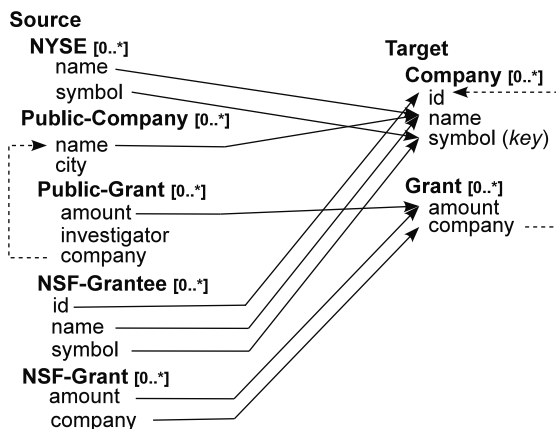 Source
NYSE [0..*]
name
symbol
Public-Company [0..*]
name
city
Public-Grant [0..*]
amount
investigator
company
NSF-Grantee [0..*]
id
name
symbol
NSF-Grant [0..*]
amount
company
Target
Company [0..*]
id
name
symbol (key)
Grant [0..*]
amount
company